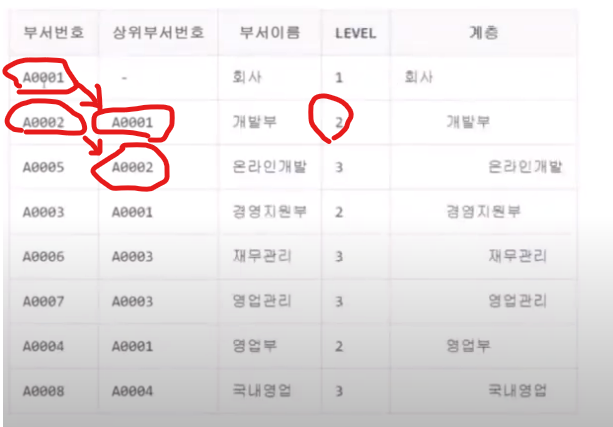 부서번호 상위부서번호 부서이름 LEVEL 계층
A0001 - 회사 1 회사
A0002 A0001 개발부 2 개발부
A0005 A0002 온라인개발 3 온라인개발
A0003 A0001 경영지원부 2 경영지원부
A0006 A0003 재무관리 3 재무관리
A0007 A0003 영업관리 3 영업관리
A0004 A0001 영업부 2 영업부
A0008 A0004 국내영업 3 국내영업